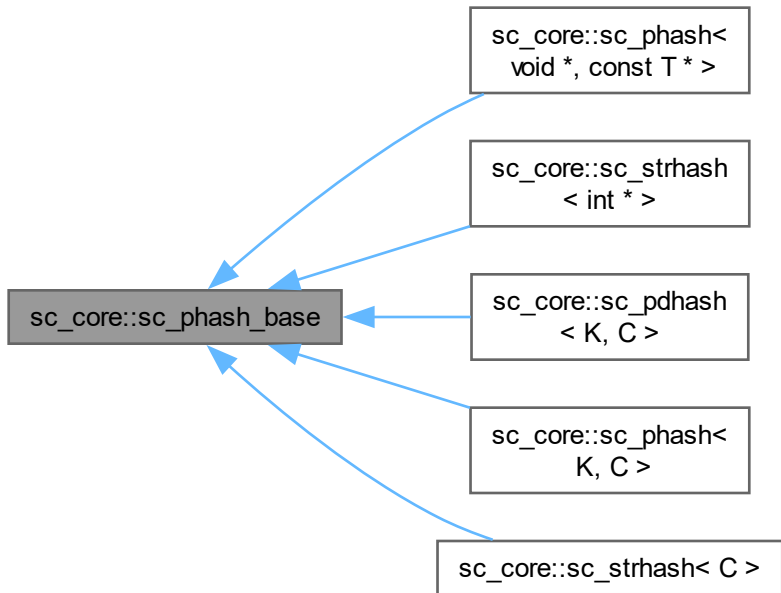 sc_core::sc_phash<
void *, const T * >
sc_core::sc_strhash
< int * >
sc_core::sc_phash_base
sc_core::sc_pdhash
< K, C >
sc_core::sc_phash<
K, C >
sc_core::sc_strhash< C >